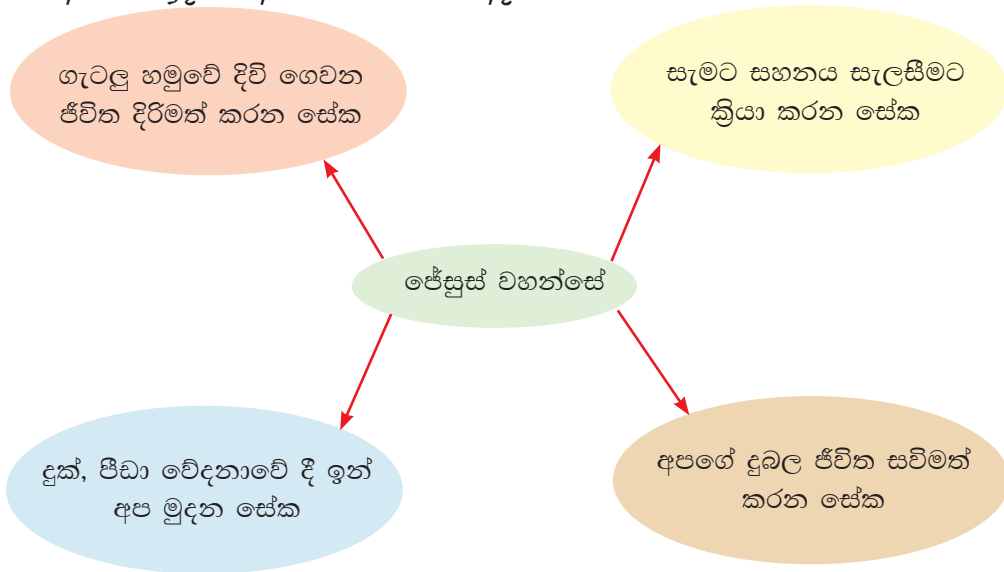 ගැටලු හමුවේ දිවි ගෙවන
ජීවිත දිරිමත් කරන සේක
සැමට සහනය සැලසීමට
ක්‍රියා කරන සේක
ජේසුස් වහන්සේ
දුක්, පීඩා වේදනාවේ දී ඉන්
අප මුදන සේක
අපගේ දුබල ජීවිත සවිමත්
කරන සේක